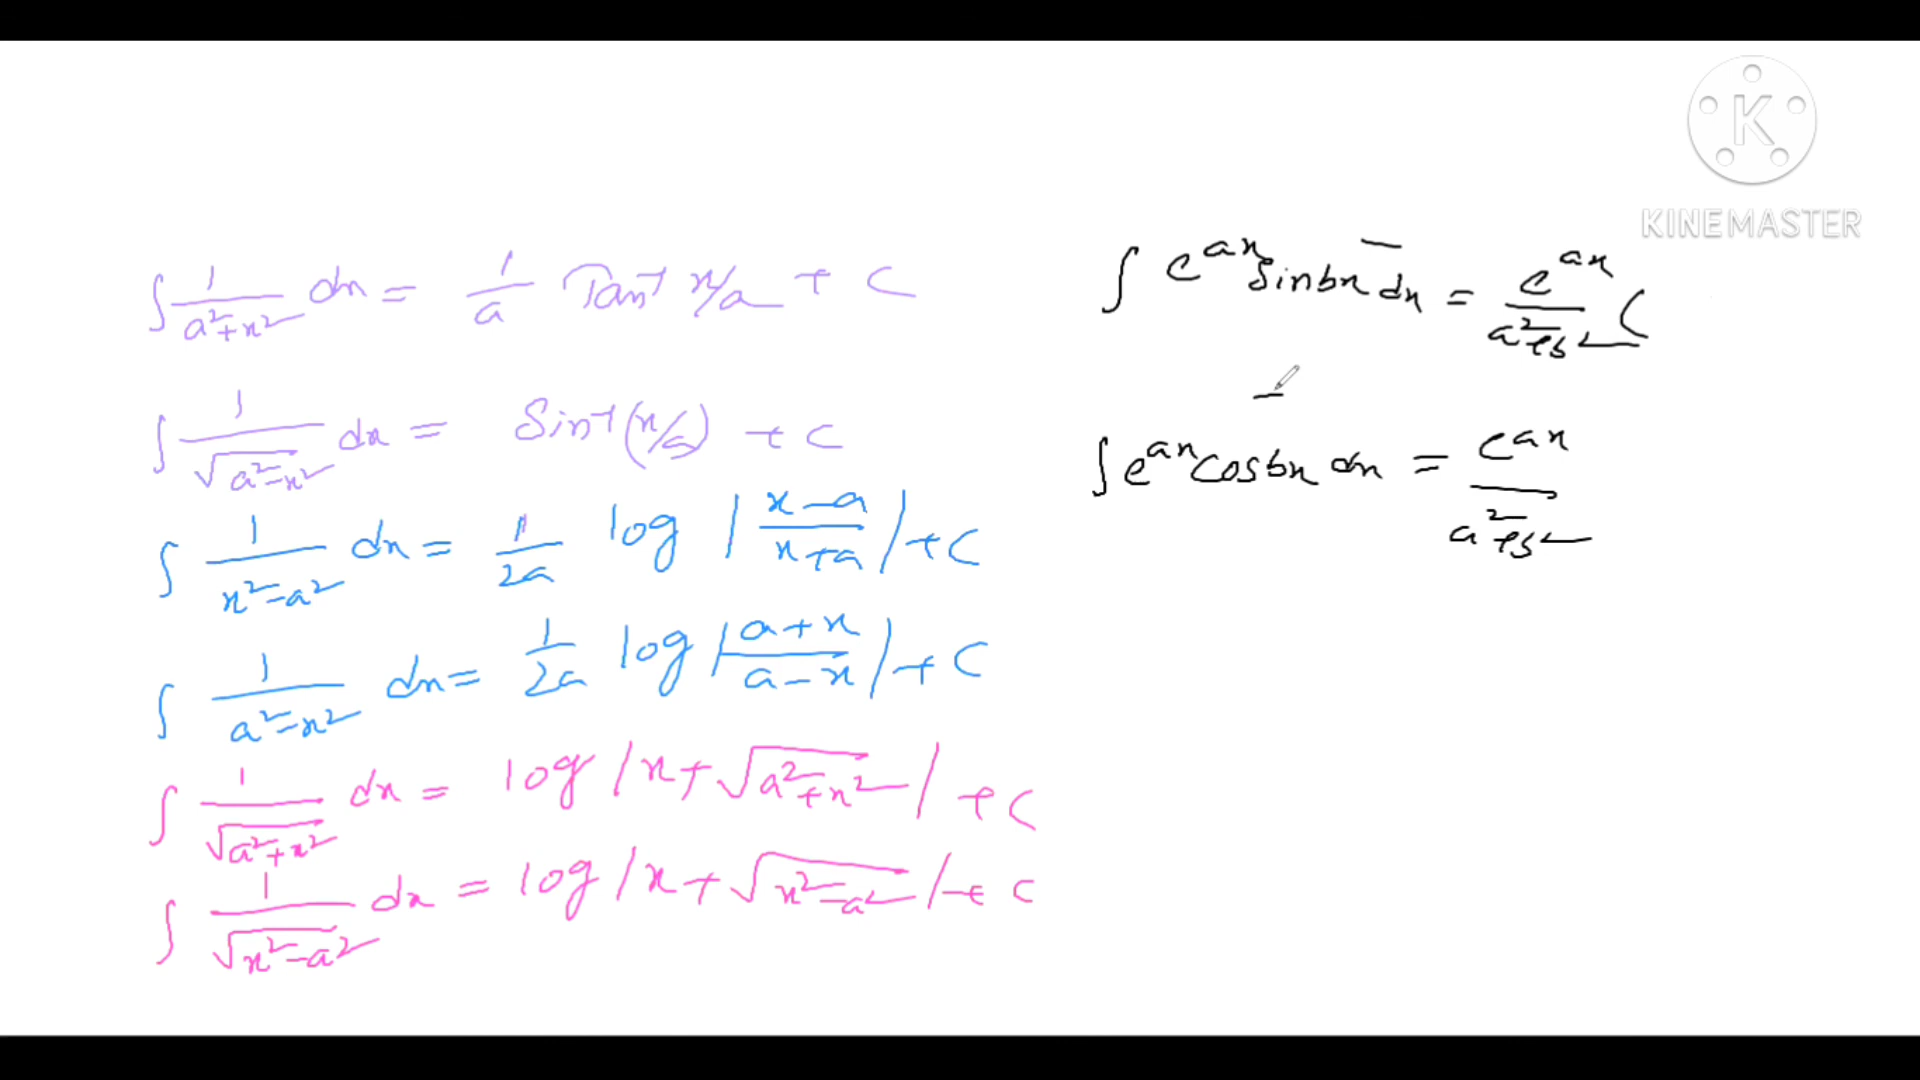 ∫ 1/(a²+x²) dx = 1/a Tan⁻¹ x/a + C
∫ 1/√(a²-x²) dx = Sin⁻¹(x/a) + C
∫ 1/(x²-a²) dx = 1/2a log |(x-a)/(x+a)| + C
∫ 1/(a²-x²) dx = 1/2a log |(a+x)/(a-x)| + C
∫ 1/√(a²+x²) dx = log |x+√(a²+x²)| + C
∫ 1/√(x²-a²) dx = log |x+√(x²-a²)| + C
∫ e^(ax) Sinbx dx = e^(ax)/(a²+b²) (
∫ e^(ax) cosbx dx = e^(ax)/(a²+b²)
K
KINEMASTER